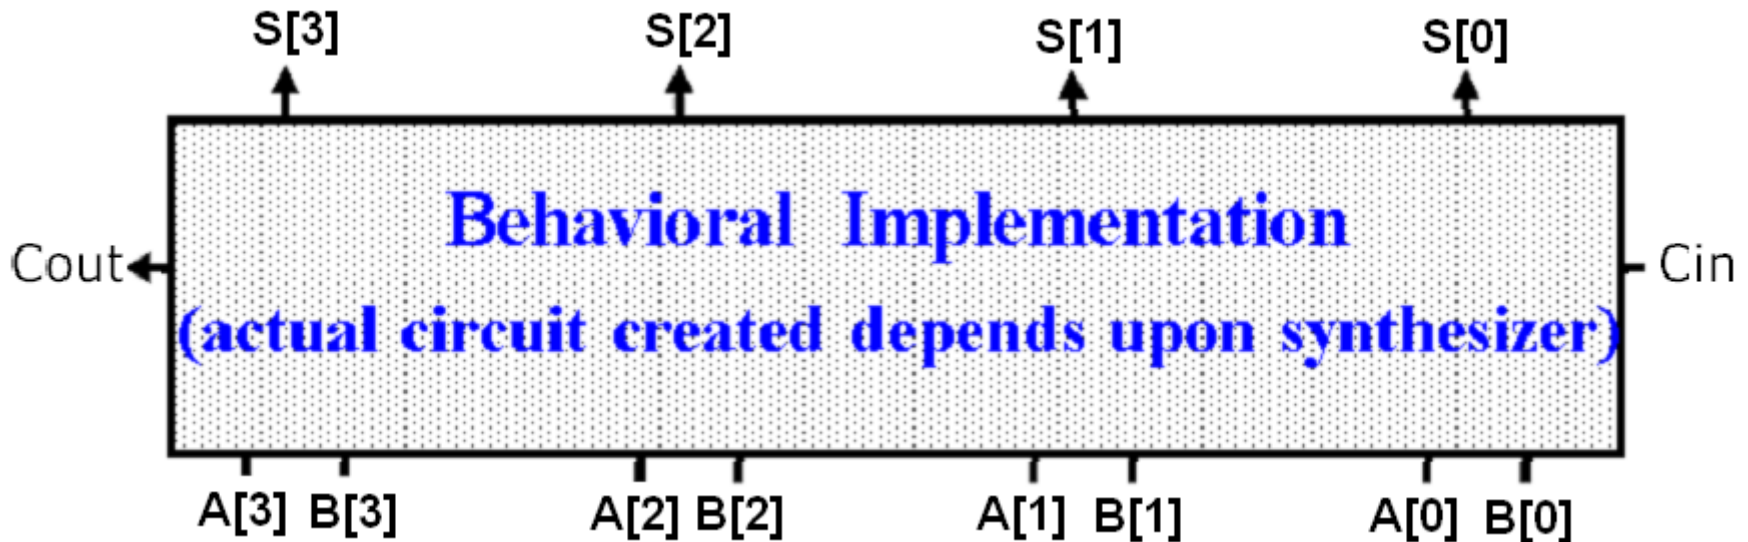 S[3] S[2] S[1] S[0]
Behavioral Implementation
Cout Cin
(actual circuit created depends upon synthesizer)
A[3] B[3] A[2] B[2] A[1] B[1] A[0] B[0]